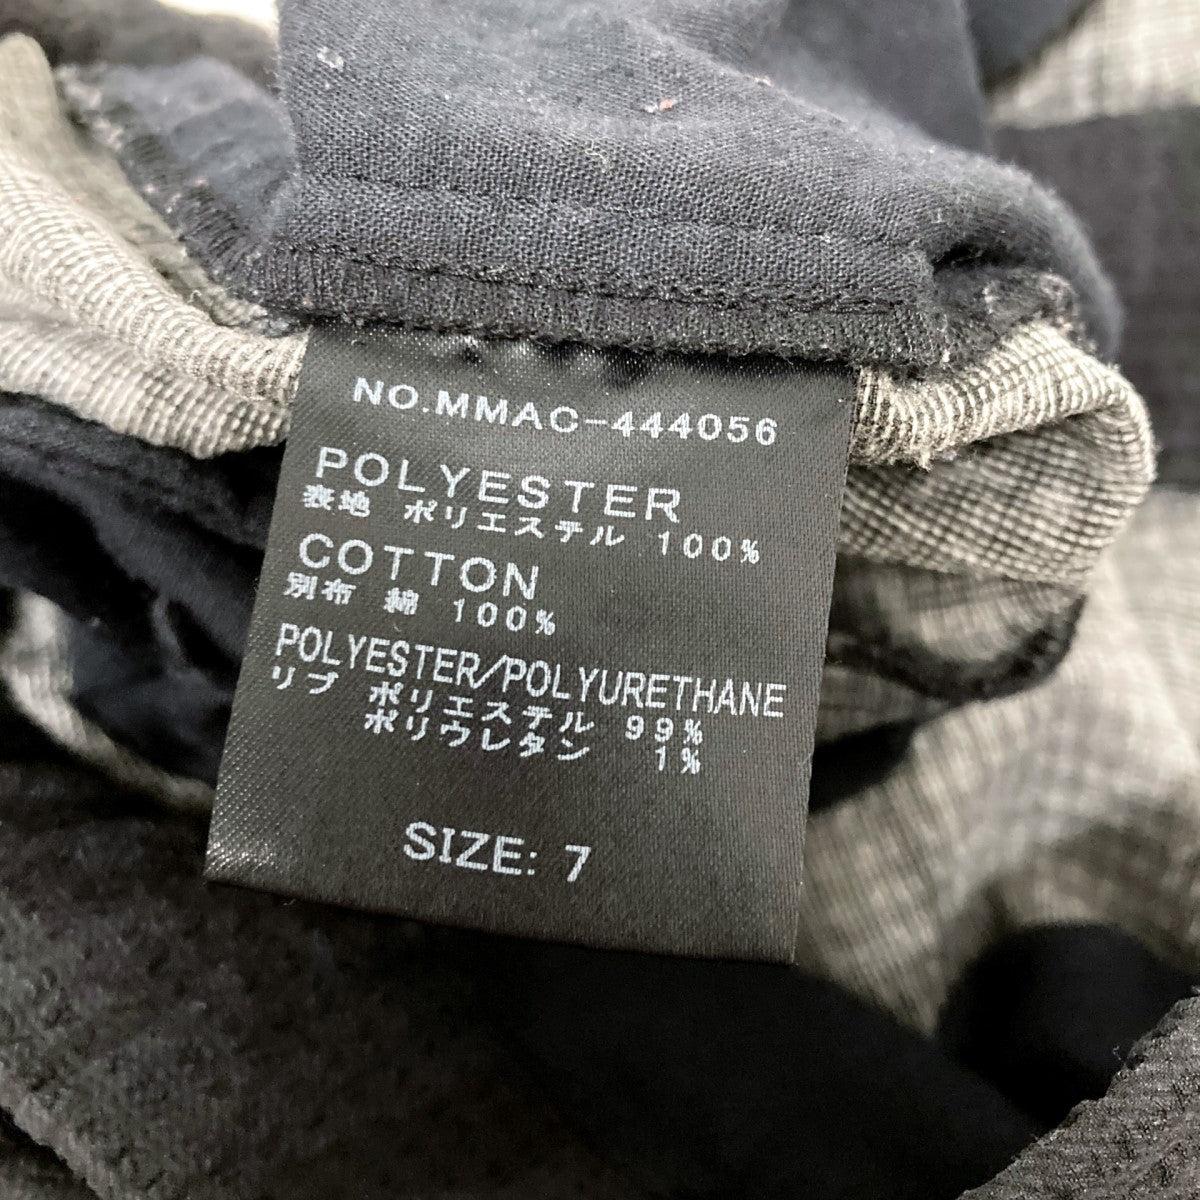 NO.MMAC-444056
POLYESTER
表地 ポリエステル 100%
COTTON
別布 綿 100%
POLYESTER/POLYURETHANE
リブ ポリエステル 99%
ポリウレタン 1%
SIZE: 7